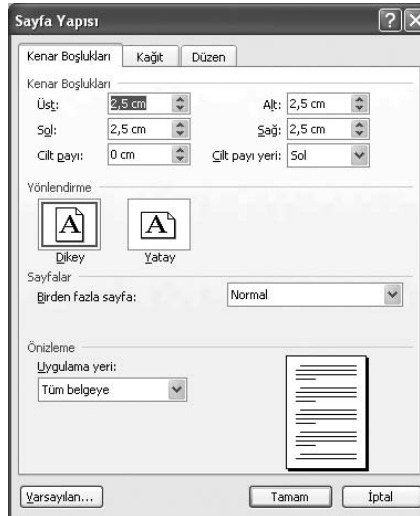 Sayfa Yapısı
Kenar Boşlukları Kağıt Düzen
Kenar Boşlukları
Üst: 2,5 cm Alt: 2,5 cm
Sol: 2,5 cm Sağ: 2,5 cm
Cilt payı: 0 cm Cilt payı yeri: Sol
Yönlendirme
A A
Dikey Yatay
Sayfalar
Birden fazla sayfa: Normal
Önizleme
Uygulama yeri:
Tüm belgeye
Varsayılan... Tamam İptal